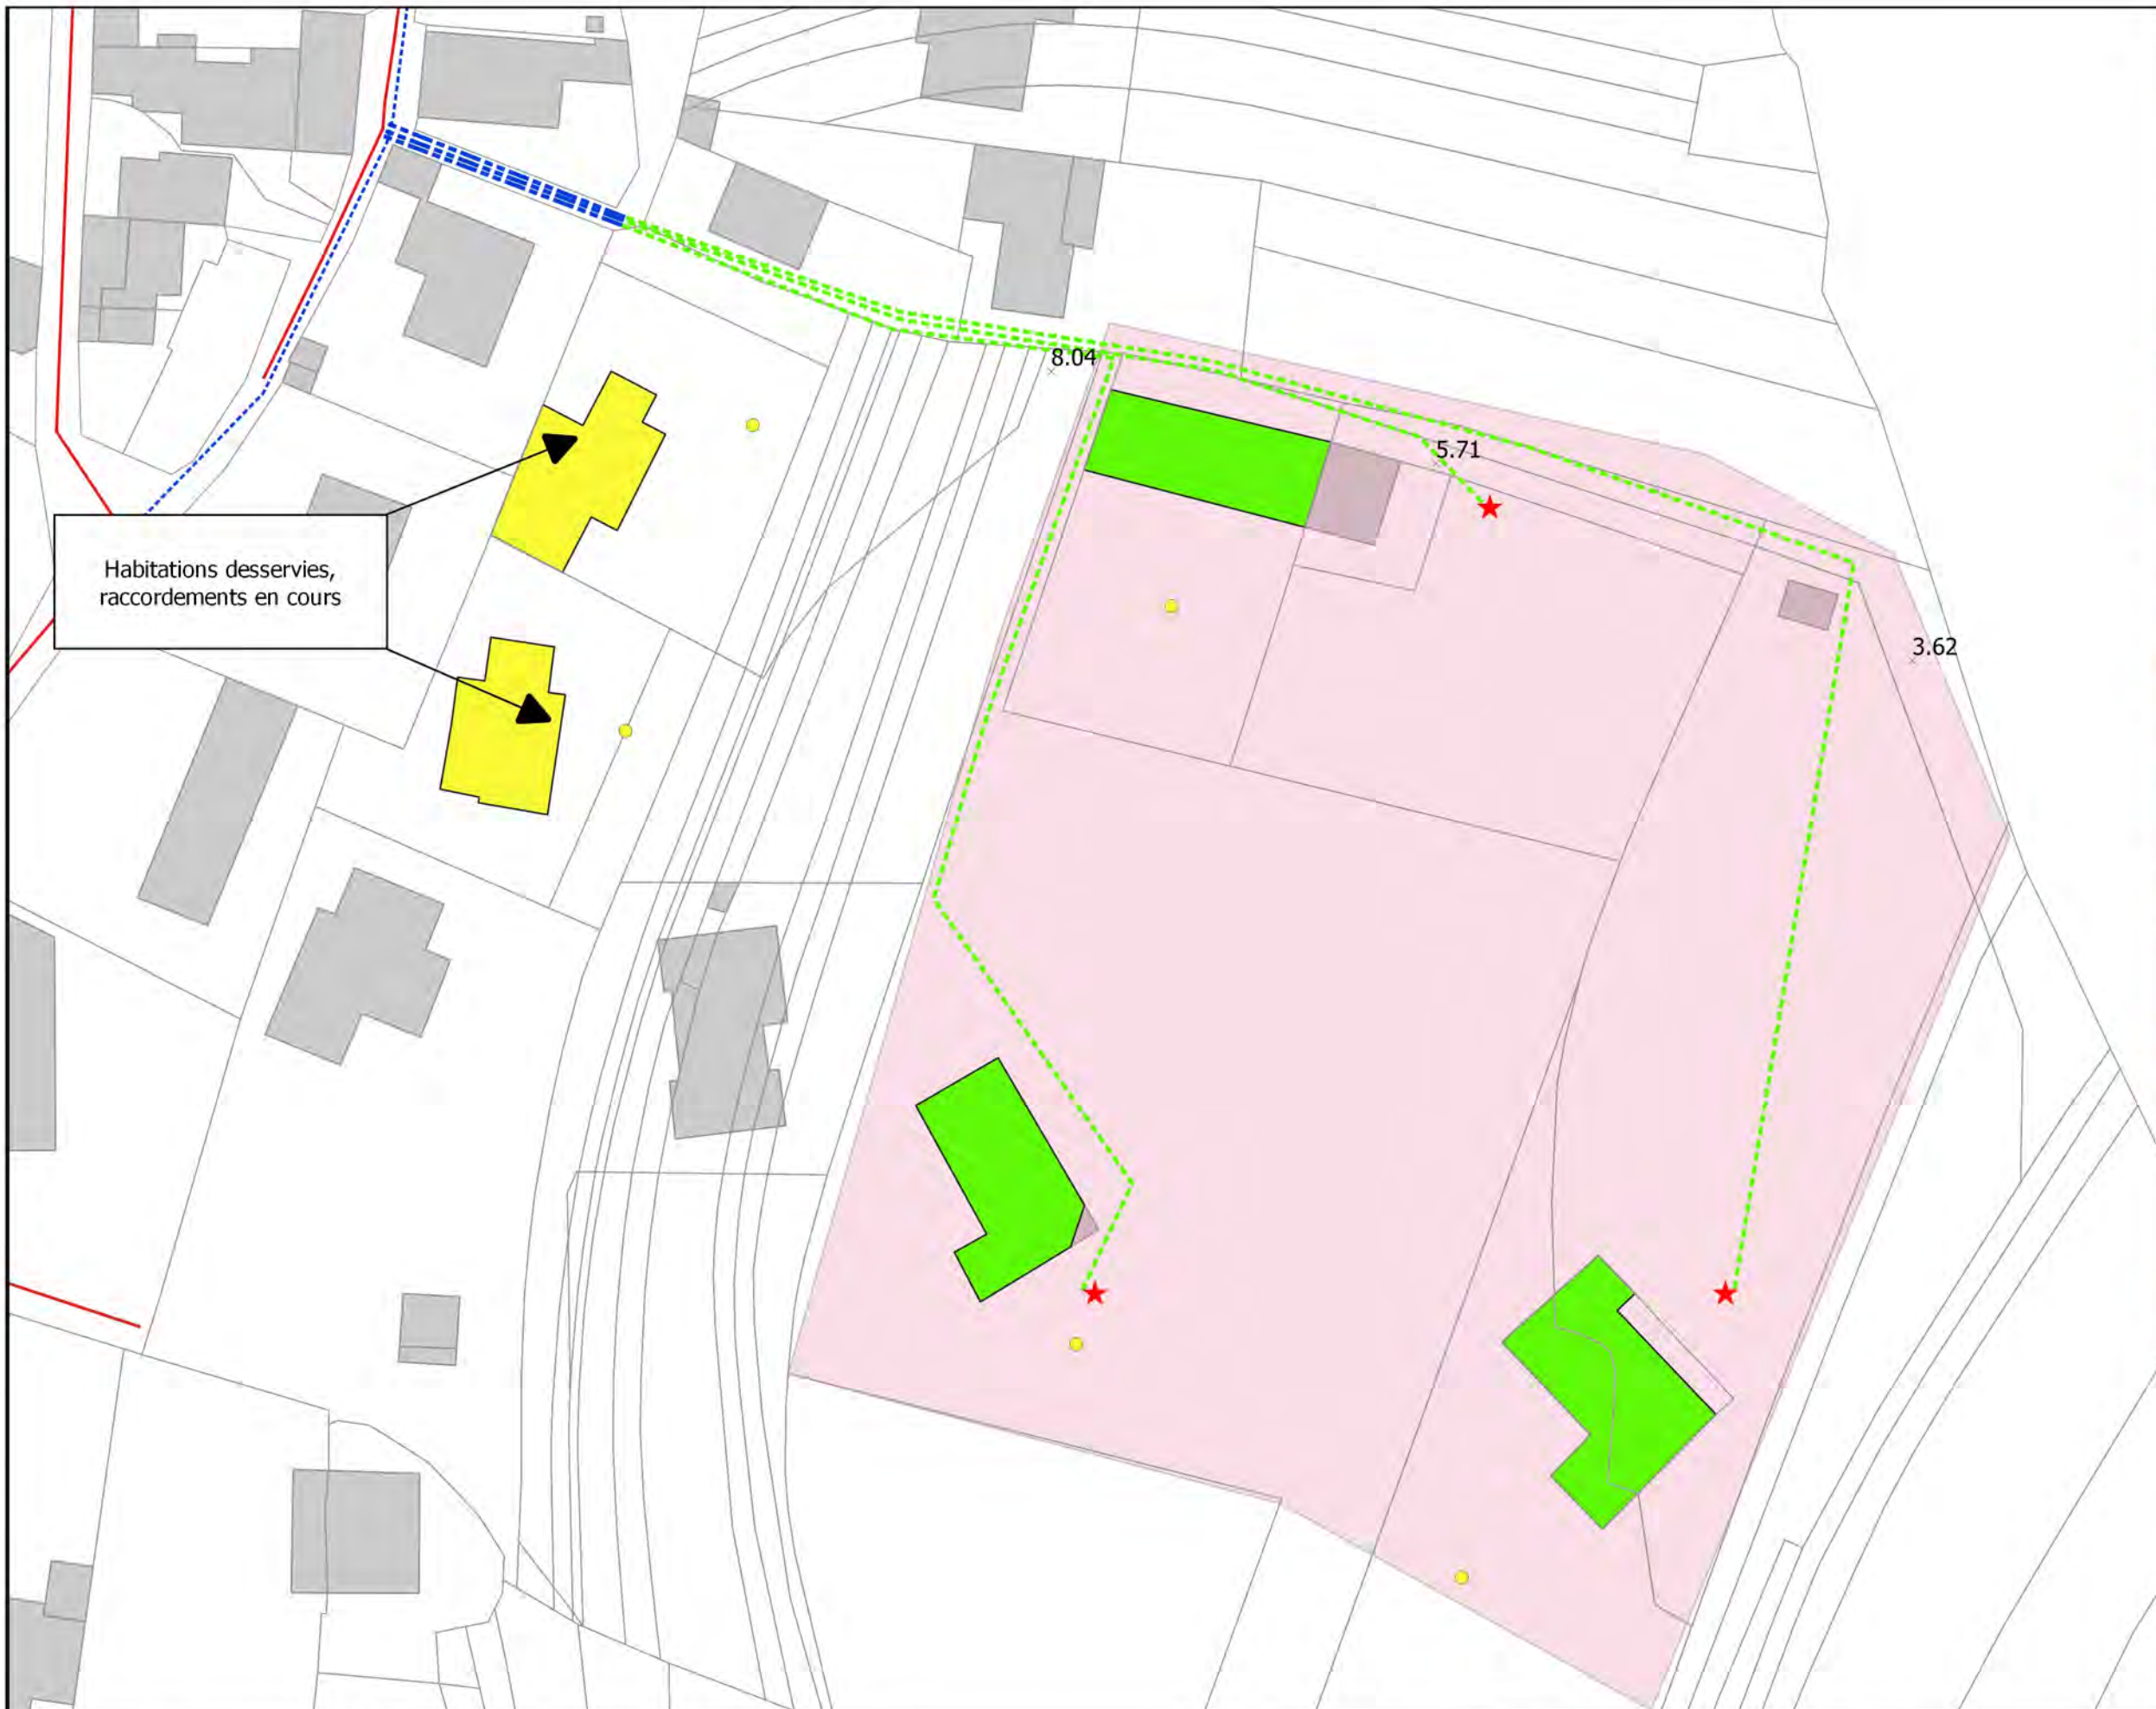 8.04
5.71
Habitations desservies,
raccordements en cours
3.62